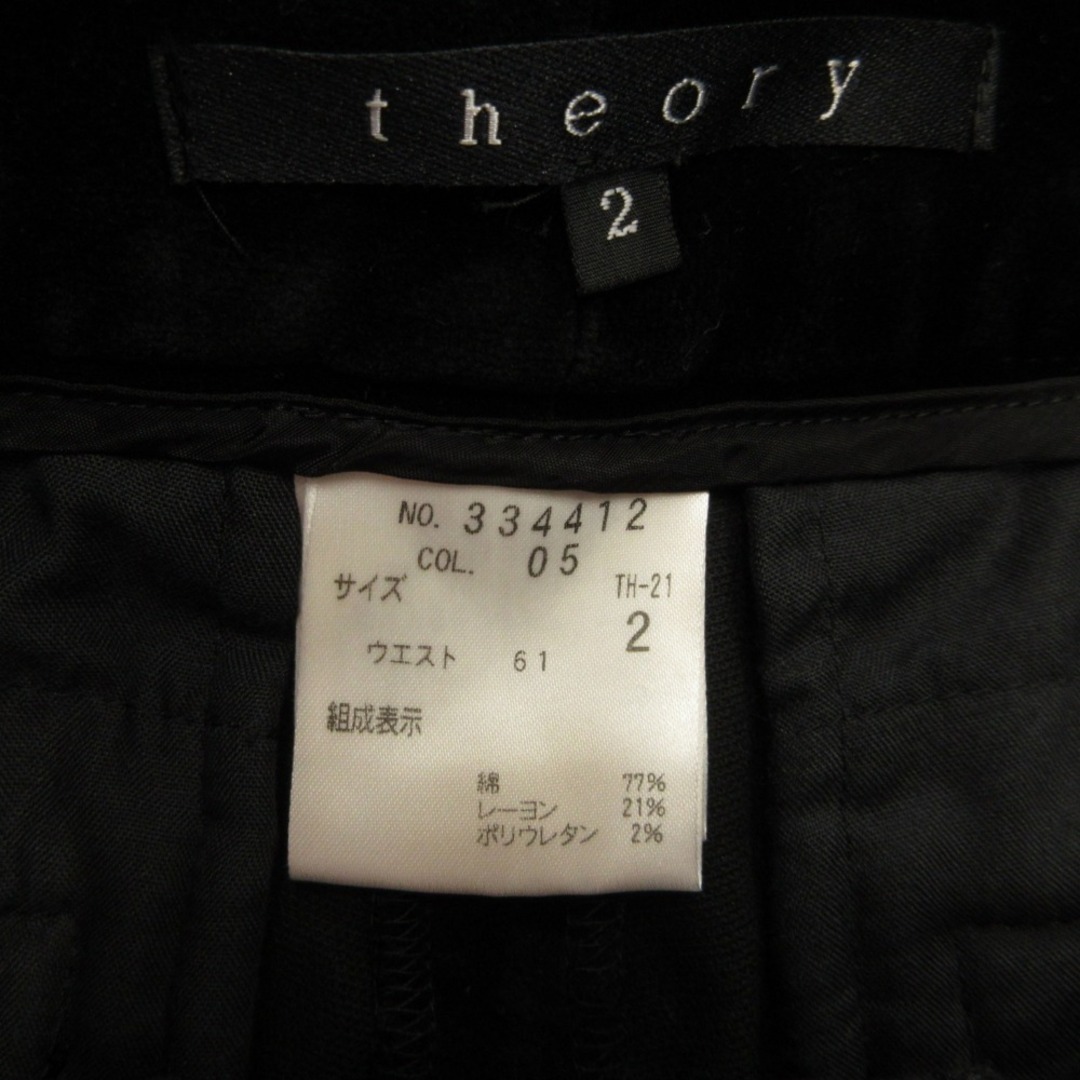 theory
2
NO. 334412
COL. 05
サイズ TH-21
2
ウエスト 61
組成表示
綿 77%
レーヨン 21%
ポリウレタン 2%